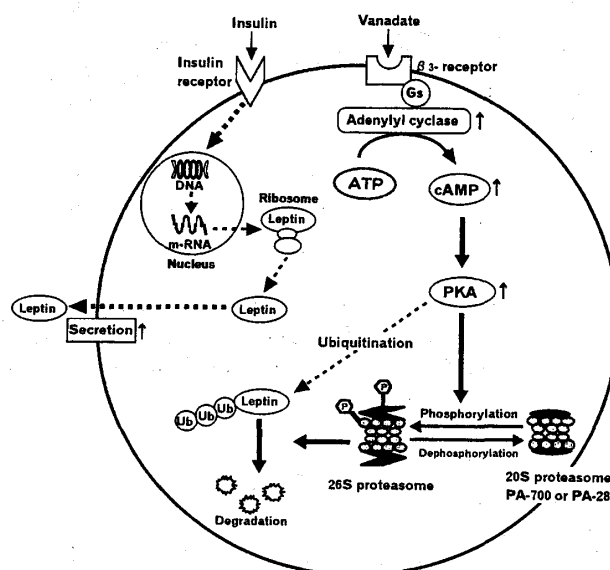 Insulin
Vanadate
Insulin
receptor
β3- receptor
Gs
Adenylyl cyclase ↑
ATP
cAMP ↑
DNA
m-RNA
Nucleus
Ribosome
Leptin
Leptin
Leptin
Secretion ↑
PKA ↑
Ubiquitination
Ub Ub Ub Leptin
P
P
Phosphorylation
Dephosphorylation
26S proteasome
20S proteasome
PA-700 or PA-28
Degradation